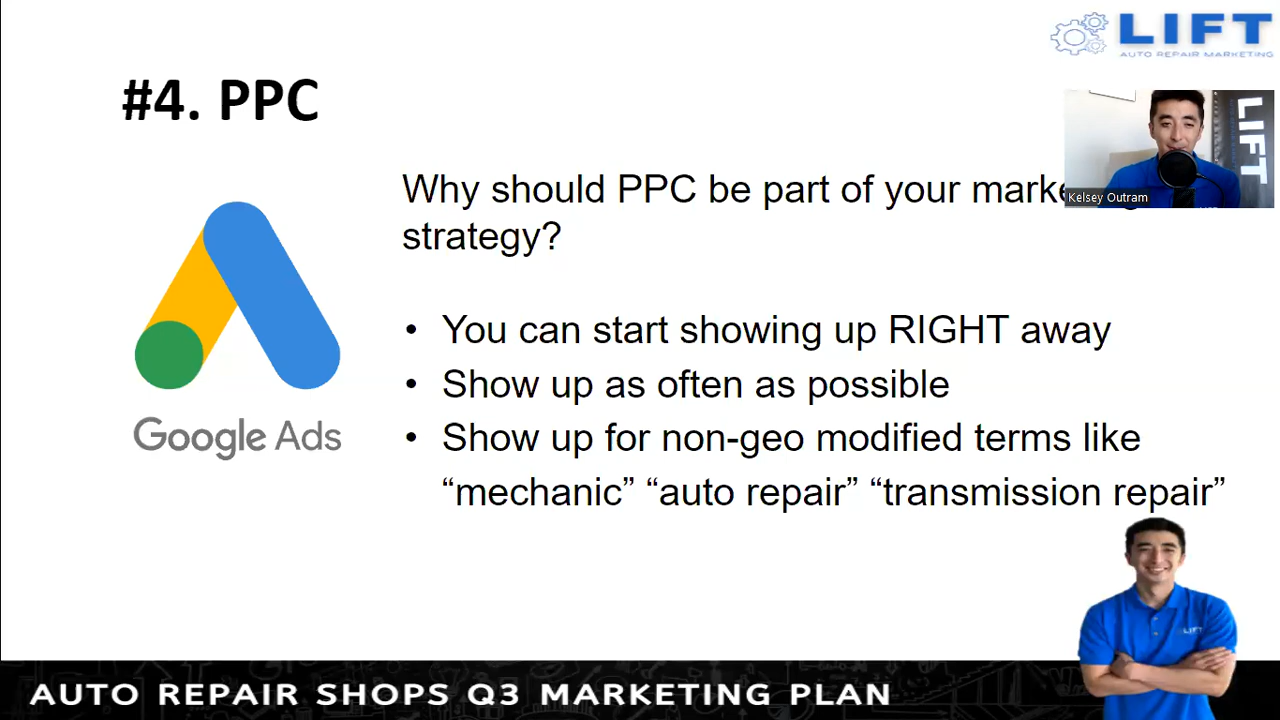 LIFT
AUTO REPAIR MARKETING
#4. PPC
LIFT
Kelsey Outram
Why should PPC be part of your marke
strategy?
• You can start showing up RIGHT away
• Show up as often as possible
• Show up for non-geo modified terms like
“mechanic” “auto repair” “transmission repair”
Google Ads
LIFT
AUTO REPAIR SHOPS Q3 MARKETING PLAN